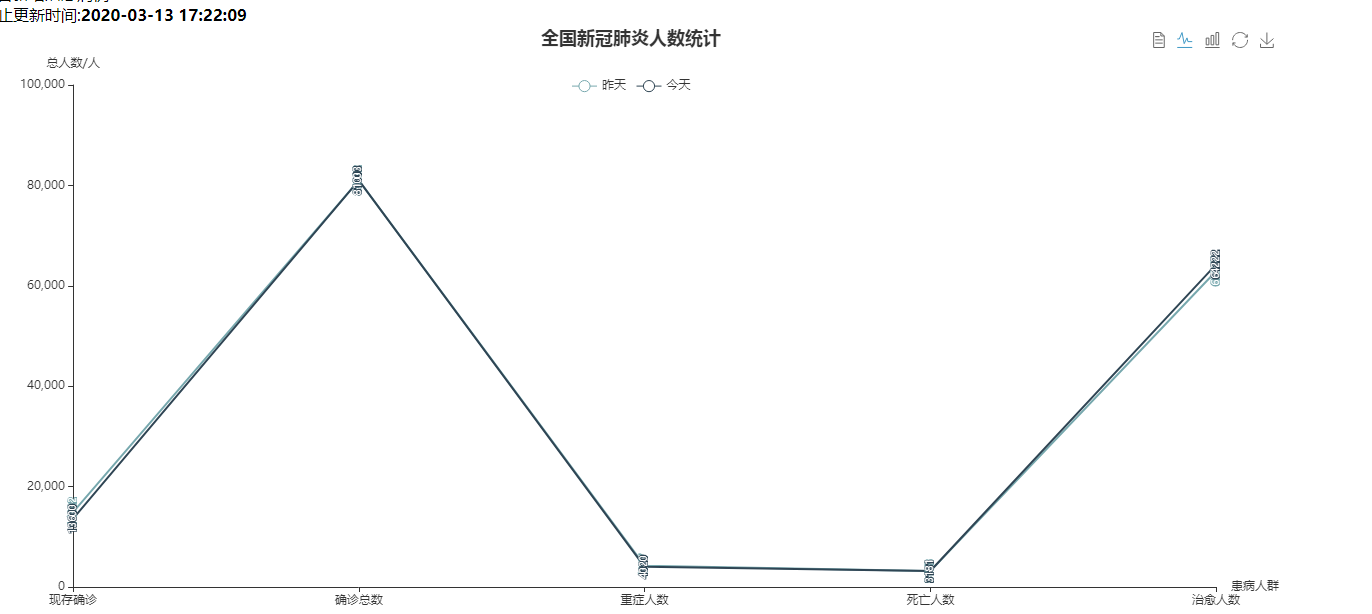 止更新时间:2020-03-13 17:22:09
全国新冠肺炎人数统计
总人数/人
昨天 今天
100,000
80,000
60,000
40,000
20,000
0
81003
4020
患病人群
现存确诊 确诊总数 重症人数 死亡人数 治愈人数